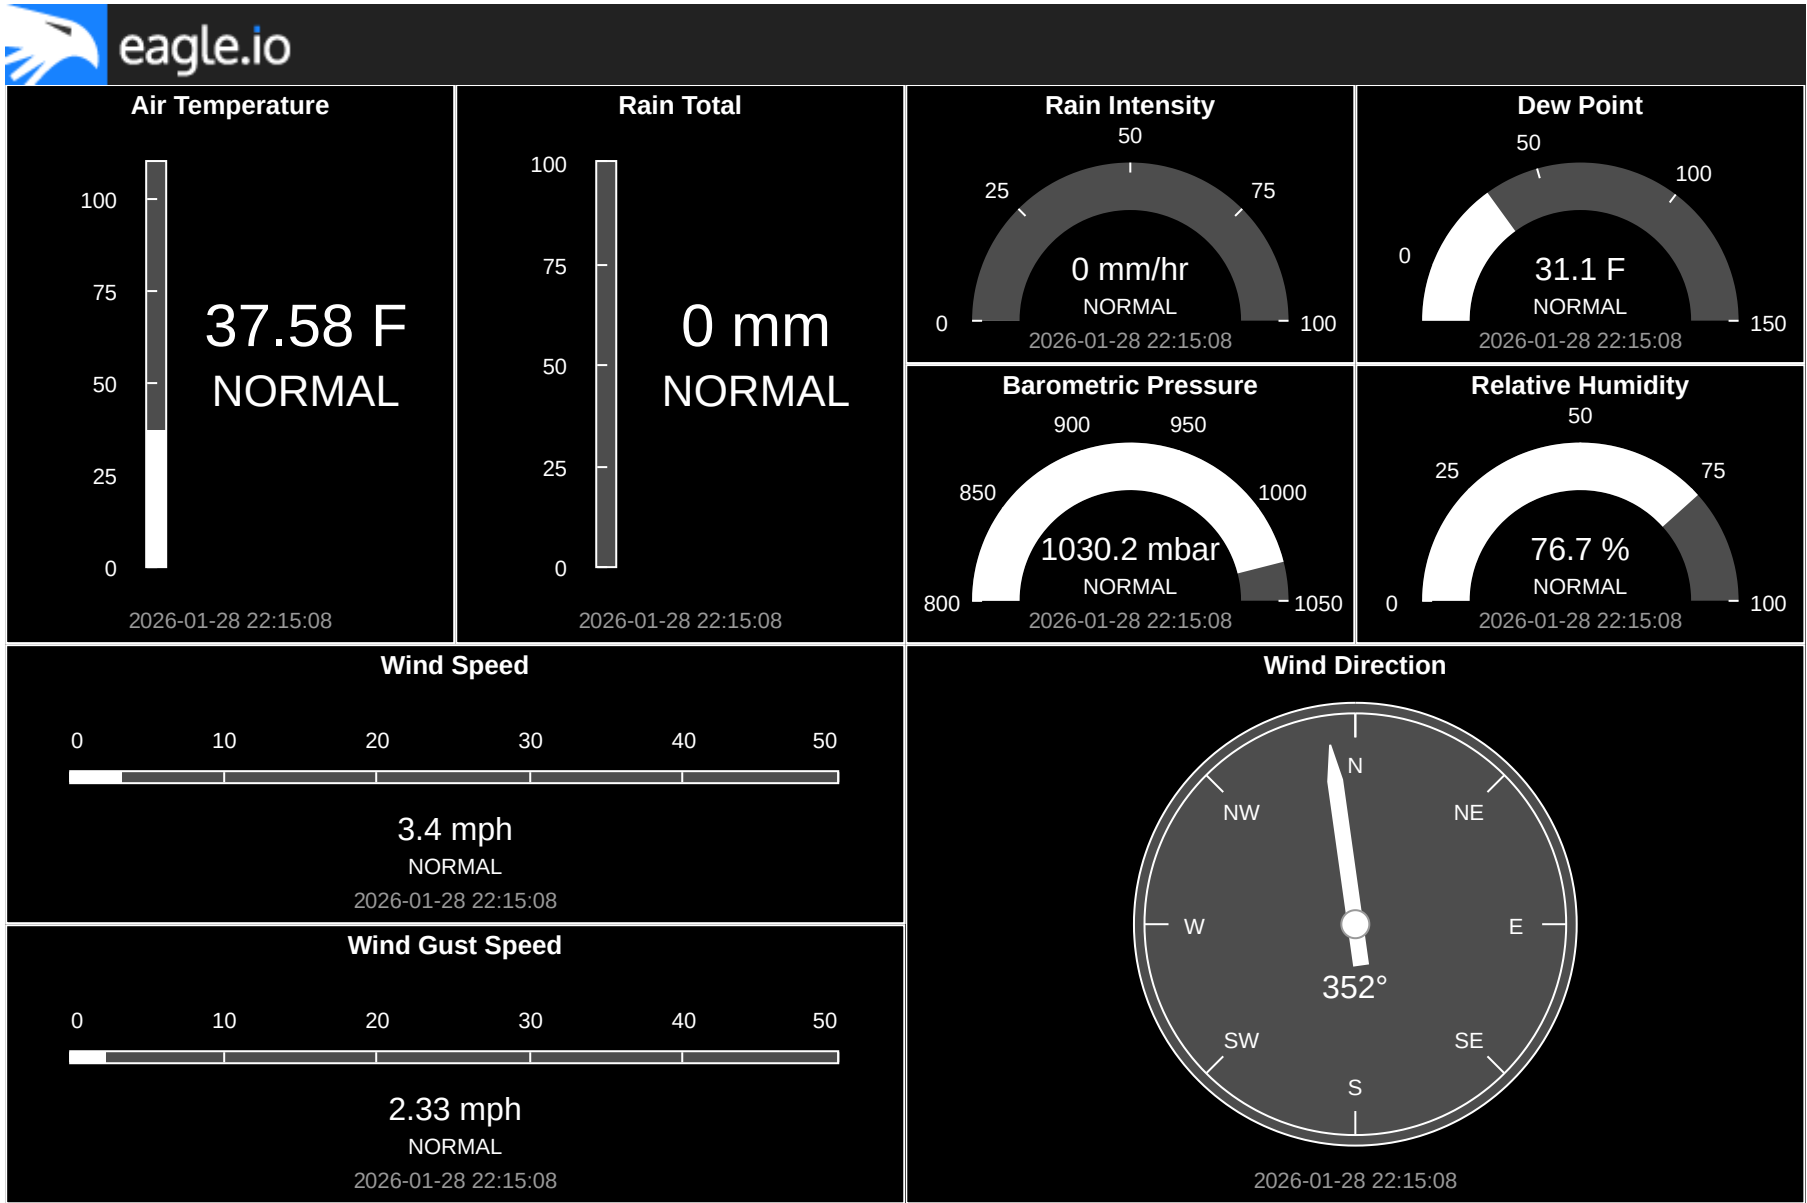 eagle.io
Air Temperature
100
75
50
25
0
37.58 F
NORMAL
2026-01-28 22:15:08
Rain Total
100
75
50
25
0
0 mm
NORMAL
2026-01-28 22:15:08
Rain Intensity
50
25
75
0
100
0 mm/hr
NORMAL
2026-01-28 22:15:08
Dew Point
50
100
0
150
31.1 F
NORMAL
2026-01-28 22:15:08
Barometric Pressure
900
950
850
1000
800
1050
1030.2 mbar
NORMAL
2026-01-28 22:15:08
Relative Humidity
50
25
75
0
100
76.7 %
NORMAL
2026-01-28 22:15:08
Wind Speed
0 10 20 30 40 50
3.4 mph
NORMAL
2026-01-28 22:15:08
Wind Gust Speed
0 10 20 30 40 50
2.33 mph
NORMAL
2026-01-28 22:15:08
Wind Direction
N
NW
NE
W
E
352°
SW
SE
S
2026-01-28 22:15:08